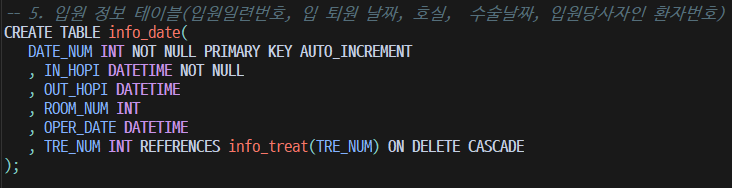 -- 5. 입원 정보 테이블(입원일련번호, 입 퇴원 날짜, 호실,  수술날짜, 입원당사자인 환자번호)
CREATE TABLE info_date(
DATE_NUM INT NOT NULL PRIMARY KEY AUTO_INCREMENT
, IN_HOPI DATETIME NOT NULL
, OUT_HOPI DATETIME
, ROOM_NUM INT
, OPER_DATE DATETIME
, TRE_NUM INT REFERENCES info_treat(TRE_NUM) ON DELETE CASCADE
);